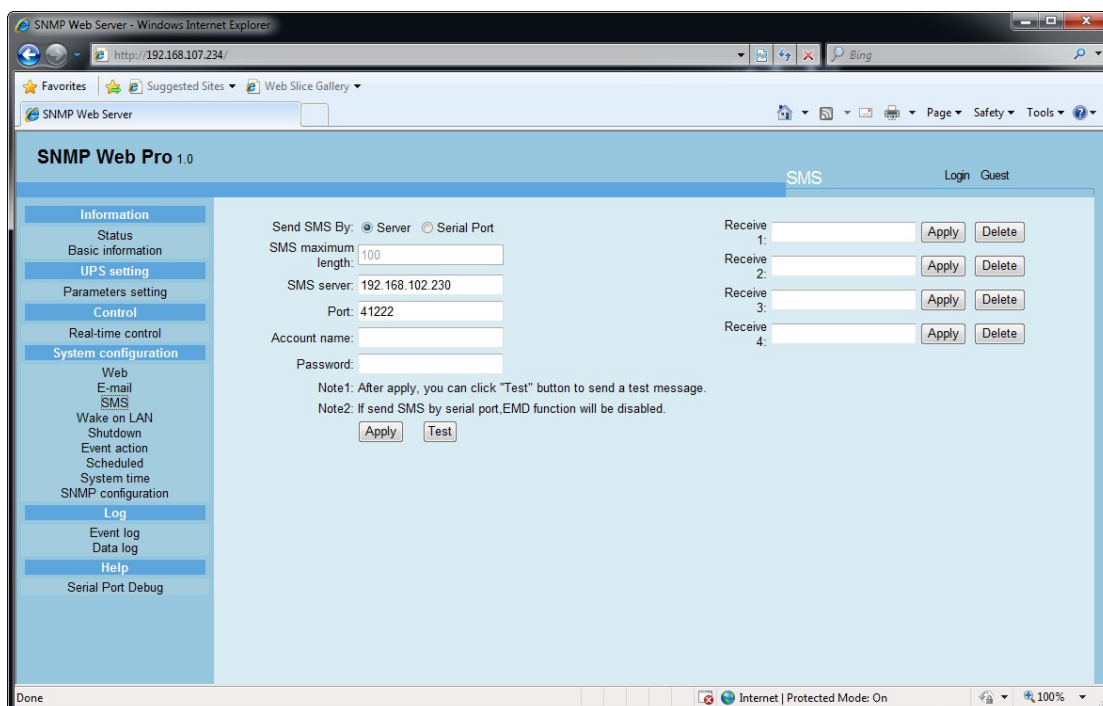 SNMP Web Server - Windows Internet Explorer
http://192.168.107.234/
Bing
Favorites Suggested Sites Web Slice Gallery
SNMP Web Server
Page Safety Tools
SNMP Web Pro 1.0
SMS
Login Guest
Information
Status
Basic information
UPS setting
Parameters setting
Control
Real-time control
System configuration
Web
E-mail
SMS
Wake on LAN
Shutdown
Event action
Scheduled
System time
SNMP configuration
Log
Event log
Data log
Help
Serial Port Debug
Send SMS By: Server Serial Port
SMS maximum
length: 100
SMS server: 192.168.102.230
Port: 41222
Account name:
Password:
Note1: After apply, you can click "Test" button to send a test message.
Note2: If send SMS by serial port,EMD function will be disabled.
Apply Test
Receive
1: Apply Delete
Receive
2: Apply Delete
Receive
3: Apply Delete
Receive
4: Apply Delete
Done
Internet | Protected Mode: On
100%